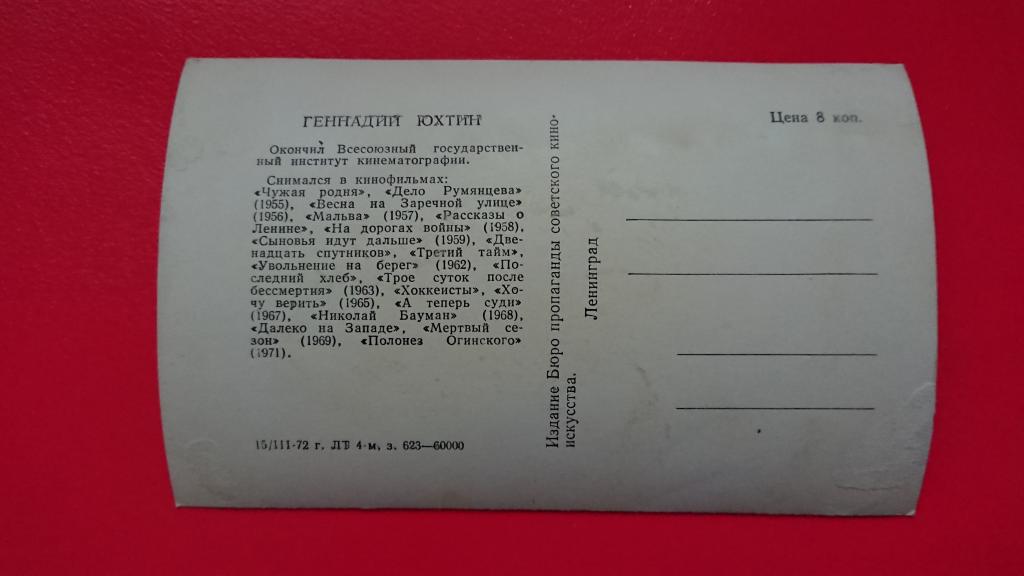 ГЕННАДИЙ ЮХТИН
Окончил Всесоюзный государствен-
ный институт кинематографии.
Снимался в кинофильмах:
«Чужая родня», «Дело Румянцева»
(1955), «Весна на Заречной улице»
(1956), «Мальва» (1957), «Рассказы о
Ленине», «На дорогах войны» (1958),
«Сыновья идут дальше» (1959), «Две-
надцать спутников», «Третий тайм»,
«Увольнение на берег» (1962), «По-
следний хлеб», «Трое суток после
бессмертия» (1963), «Хоккеисты», «Хо-
чу верить» (1965), «А теперь суди»
(1967), «Николай Бауман» (1968),
«Далеко на Западе», «Мертвый се-
зон» (1969), «Полонез Огинского»
(1971).
15/III-72 г. ЛТ 4-м, з. 623—60000
Издание Бюро пропаганды советского кино-
искусства.
Ленинград
Цена 8 коп.